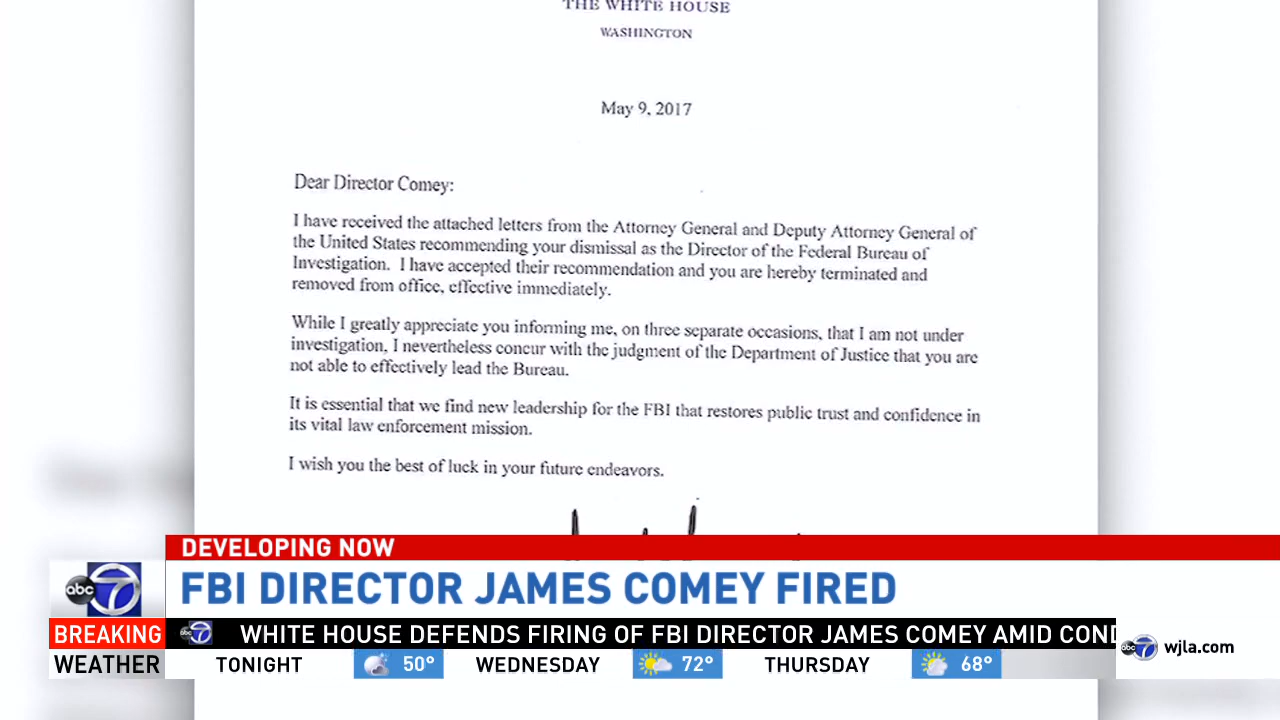 THE WHITE HOUSE
WASHINGTON
May 9, 2017
Dear Director Comey:
I have received the attached letters from the Attorney General and Deputy Attorney General of
the United States recommending your dismissal as the Director of the Federal Bureau of
Investigation. I have accepted their recommendation and you are hereby terminated and
removed from office, effective immediately.
While I greatly appreciate you informing me, on three separate occasions, that I am not under
investigation, I nevertheless concur with the judgment of the Department of Justice that you are
not able to effectively lead the Bureau.
It is essential that we find new leadership for the FBI that restores public trust and confidence in
its vital law enforcement mission.
I wish you the best of luck in your future endeavors.
DEVELOPING NOW
abc 7 FBI DIRECTOR JAMES COMEY FIRED
BREAKING abc 7 WHITE HOUSE DEFENDS FIRING OF FBI DIRECTOR JAMES COMEY AMID COND
abc 7 wjla.com
WEATHER TONIGHT 50° WEDNESDAY 72° THURSDAY 68°